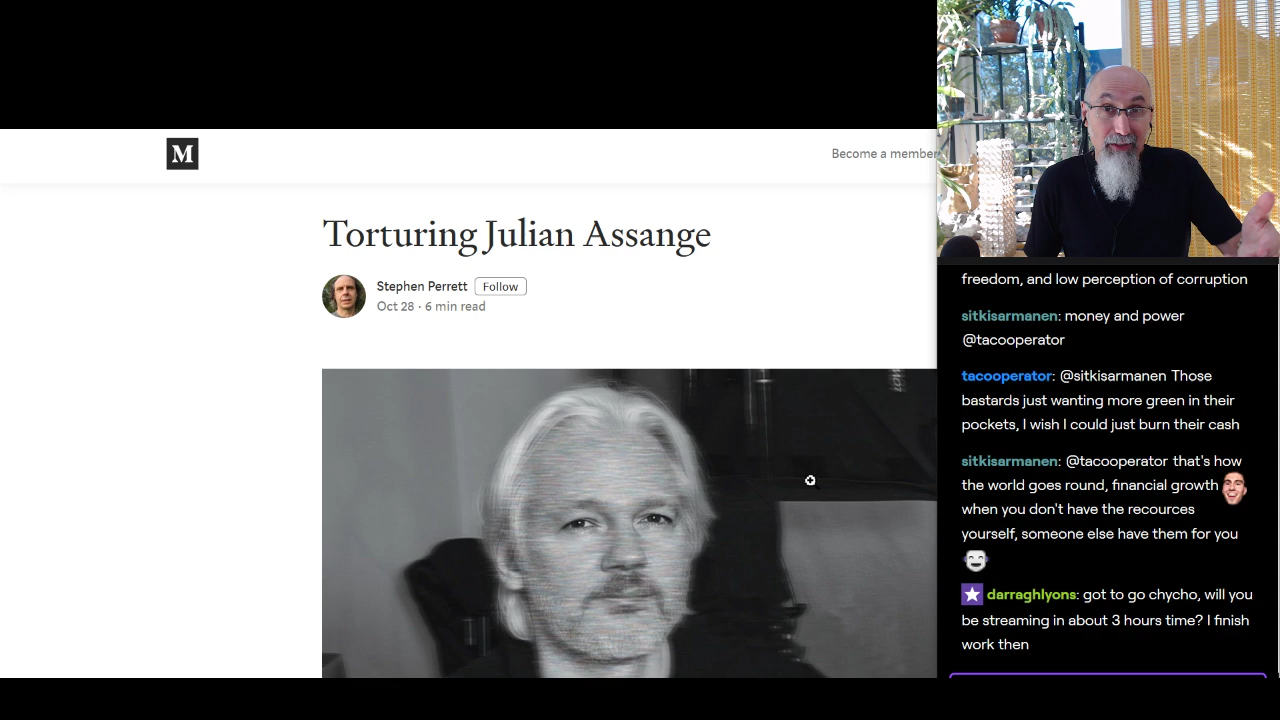 M
Become a member
Torturing Julian Assange
Stephen Perrett Follow
Oct 28 · 6 min read
freedom, and low perception of corruption
sitkisarmanen: money and power
@tacooperator
tacooperator: @sitkisarmanen Those
bastards just wanting more green in their
pockets, I wish I could just burn their cash
sitkisarmanen: @tacooperator that's how
the world goes round, financial growth
when you don't have the recources
yourself, someone else have them for you
darraghlyons: got to go chycho, will you
be streaming in about 3 hours time? I finish
work then